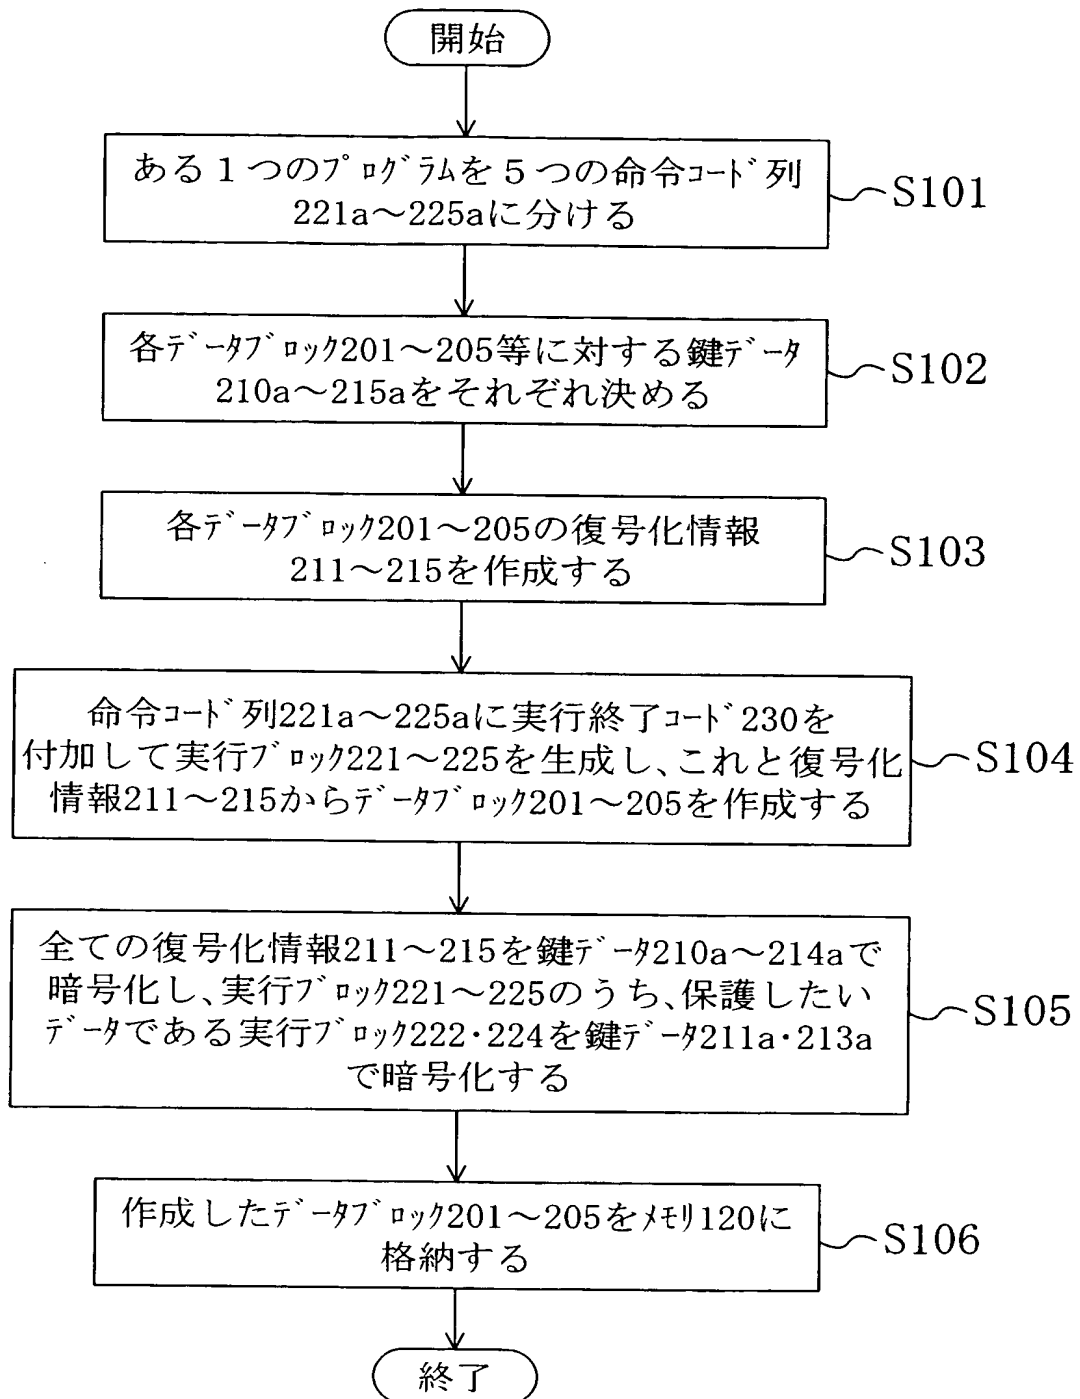 開始
ある1つのﾌﾟﾛｸﾞﾗﾑを5つの命令ｺｰﾄﾞ列
221a～225aに分ける
S101
各ﾃﾞｰﾀﾌﾞﾛｯｸ201～205等に対する鍵ﾃﾞｰﾀ
210a～215aをそれぞれ決める
S102
各ﾃﾞｰﾀﾌﾞﾛｯｸ201～205の復号化情報
211～215を作成する
S103
命令ｺｰﾄﾞ列221a～225aに実行終了ｺｰﾄﾞ230を
付加して実行ﾌﾞﾛｯｸ221～225を生成し、これと復号化
情報211～215からﾃﾞｰﾀﾌﾞﾛｯｸ201～205を作成する
S104
全ての復号化情報211～215を鍵ﾃﾞｰﾀ210a～214aで
暗号化し、実行ﾌﾞﾛｯｸ221～225のうち、保護したい
ﾃﾞｰﾀである実行ﾌﾞﾛｯｸ222･224を鍵ﾃﾞｰﾀ211a･213a
で暗号化する
S105
作成したﾃﾞｰﾀﾌﾞﾛｯｸ201～205をﾒﾓﾘ120に
格納する
S106
終了